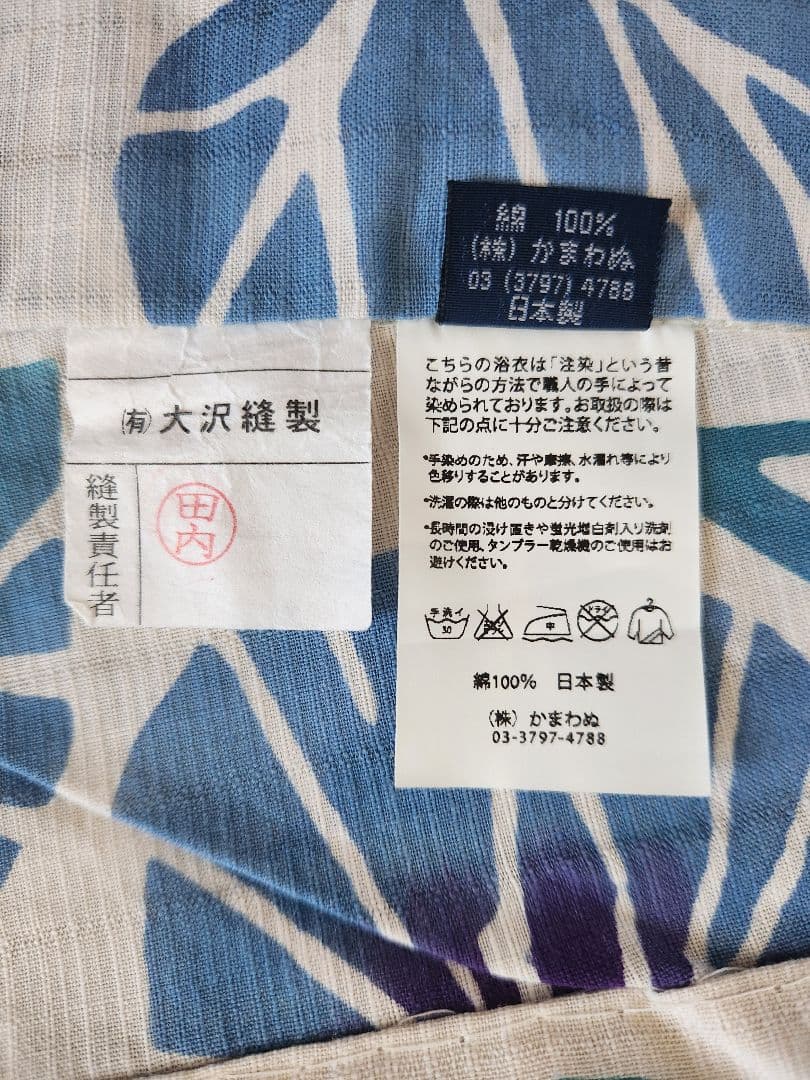 綿 100%
(株) かまわぬ
03 (3797) 4788
日本製
(有) 大沢縫製
縫製責任者
田内
こちらの浴衣は「注染」という昔
ながらの方法で職人の手によって
染められております。お取扱の際は
下記の点に十分ご注意ください。
*手染めのため、汗や摩擦、水濡れ等により
色移りすることがあります。
*洗濯の際は他のものと分けてください。
*長時間の浸け置きや蛍光増白剤入り洗剤
のご使用、タンブラー乾燥機のご使用はお
避けください。
手洗イ 30 中 ドライ
綿100% 日本製
(株) かまわぬ
03-3797-4788